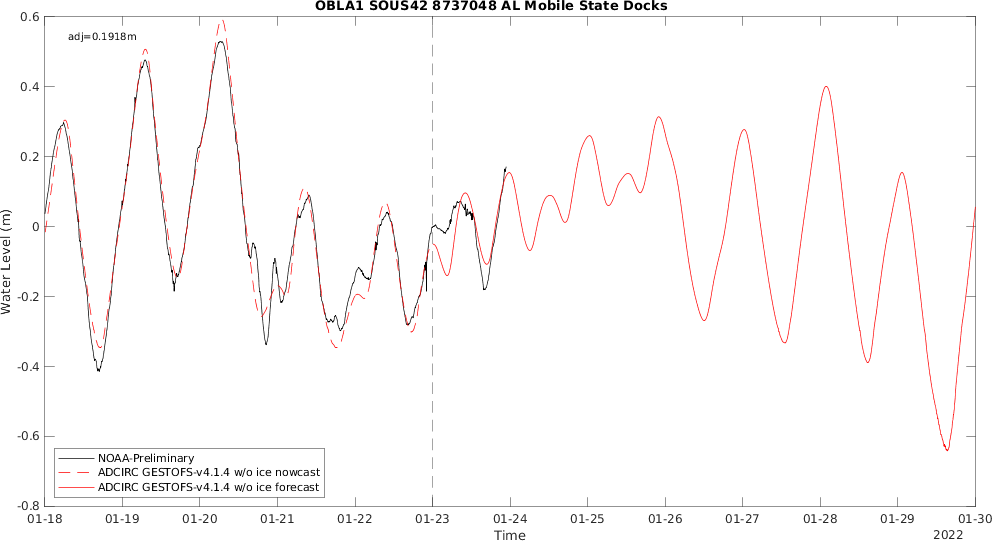 OBLA1 SOUS42 8737048 AL Mobile State Docks
adj=0.1918m
Water Level (m)
0.6
0.4
0.2
0
-0.2
-0.4
-0.6
-0.8
NOAA-Preliminary
ADCIRC GESTOFS-v4.1.4 w/o ice nowcast
ADCIRC GESTOFS-v4.1.4 w/o ice forecast
01-18 01-19 01-20 01-21 01-22 01-23 01-24 01-25 01-26 01-27 01-28 01-29 01-30
Time
2022